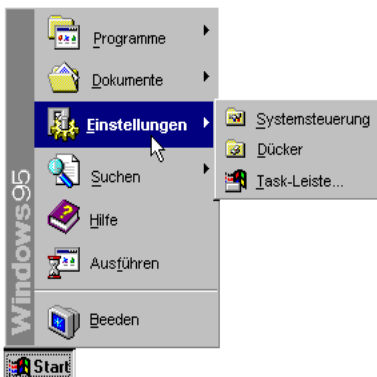 Programme
Dokumente
Einstellungen
Suchen
Hilfe
Ausführen
Beeden
Systemsteuerung
Dücker
Task-Leiste...
Windows95
Start